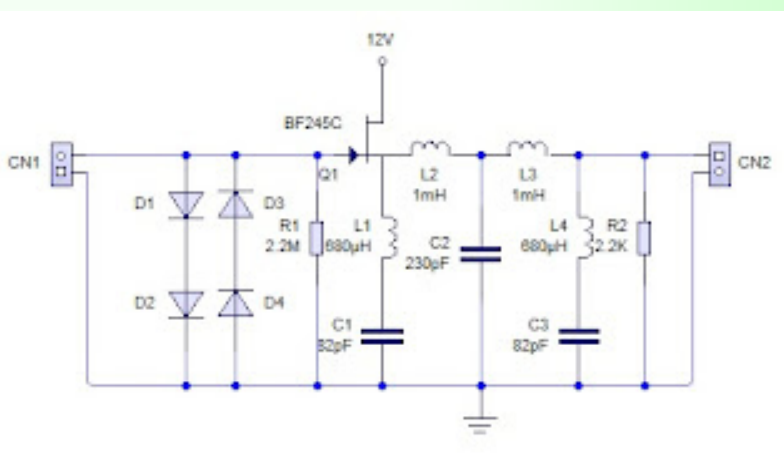 12V
BF245C
CN1
CN2
Q1
L2
1mH
L3
1mH
D1
D3
R1
2.2M
L1
680μH
C2
230pF
L4
680μH
R2
2.2K
D2
D4
C1
82pF
C3
82pF